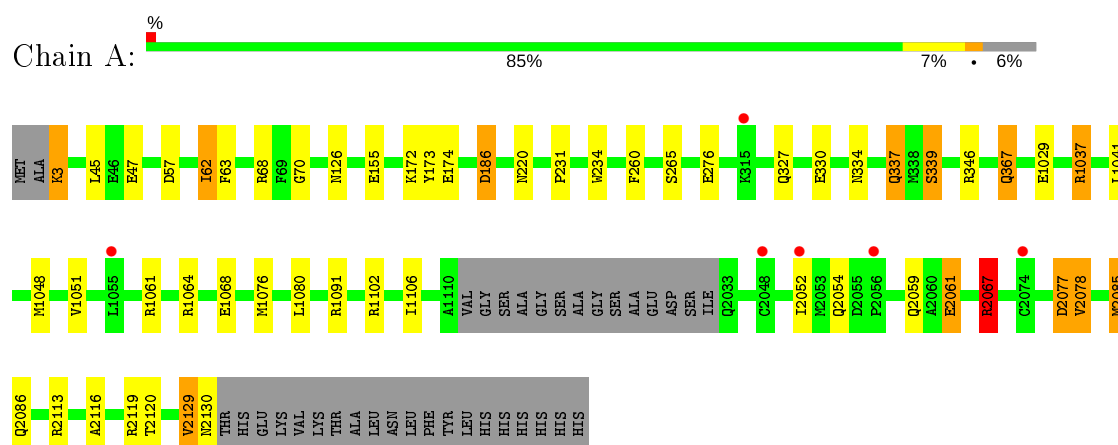 %
Chain A:
85% 7% • 6%
MET ALA K3 L45 E46 E47 D57 I62 F63 R68 F69 G70 N126 E155 K172 Y173 E174 D186 N220 P231 W234 F260 S265 E276 K315 Q327 E330 N334 Q337 M338 S339 R346 Q367 E1029 R1037 L1041
M1048 V1051 L1055 R1061 R1064 E1068 M1076 L1080 R1091 R1102 I1106 A1110 VAL GLY SER ALA GLY SER ALA GLY SER ALA GLU ASP SER ILE Q2033 C2048 I2052 M2053 Q2054 D2055 P2056 Q2059 A2060 E2061 R2067 C2074 D2077 V2078 M2085
Q2086 R2113 A2116 R2119 T2120 V2129 N2130 THR HIS GLU LYS VAL LYS THR ALA LEU ASN LEU PHE TYR LEU HIS HIS HIS HIS HIS HIS